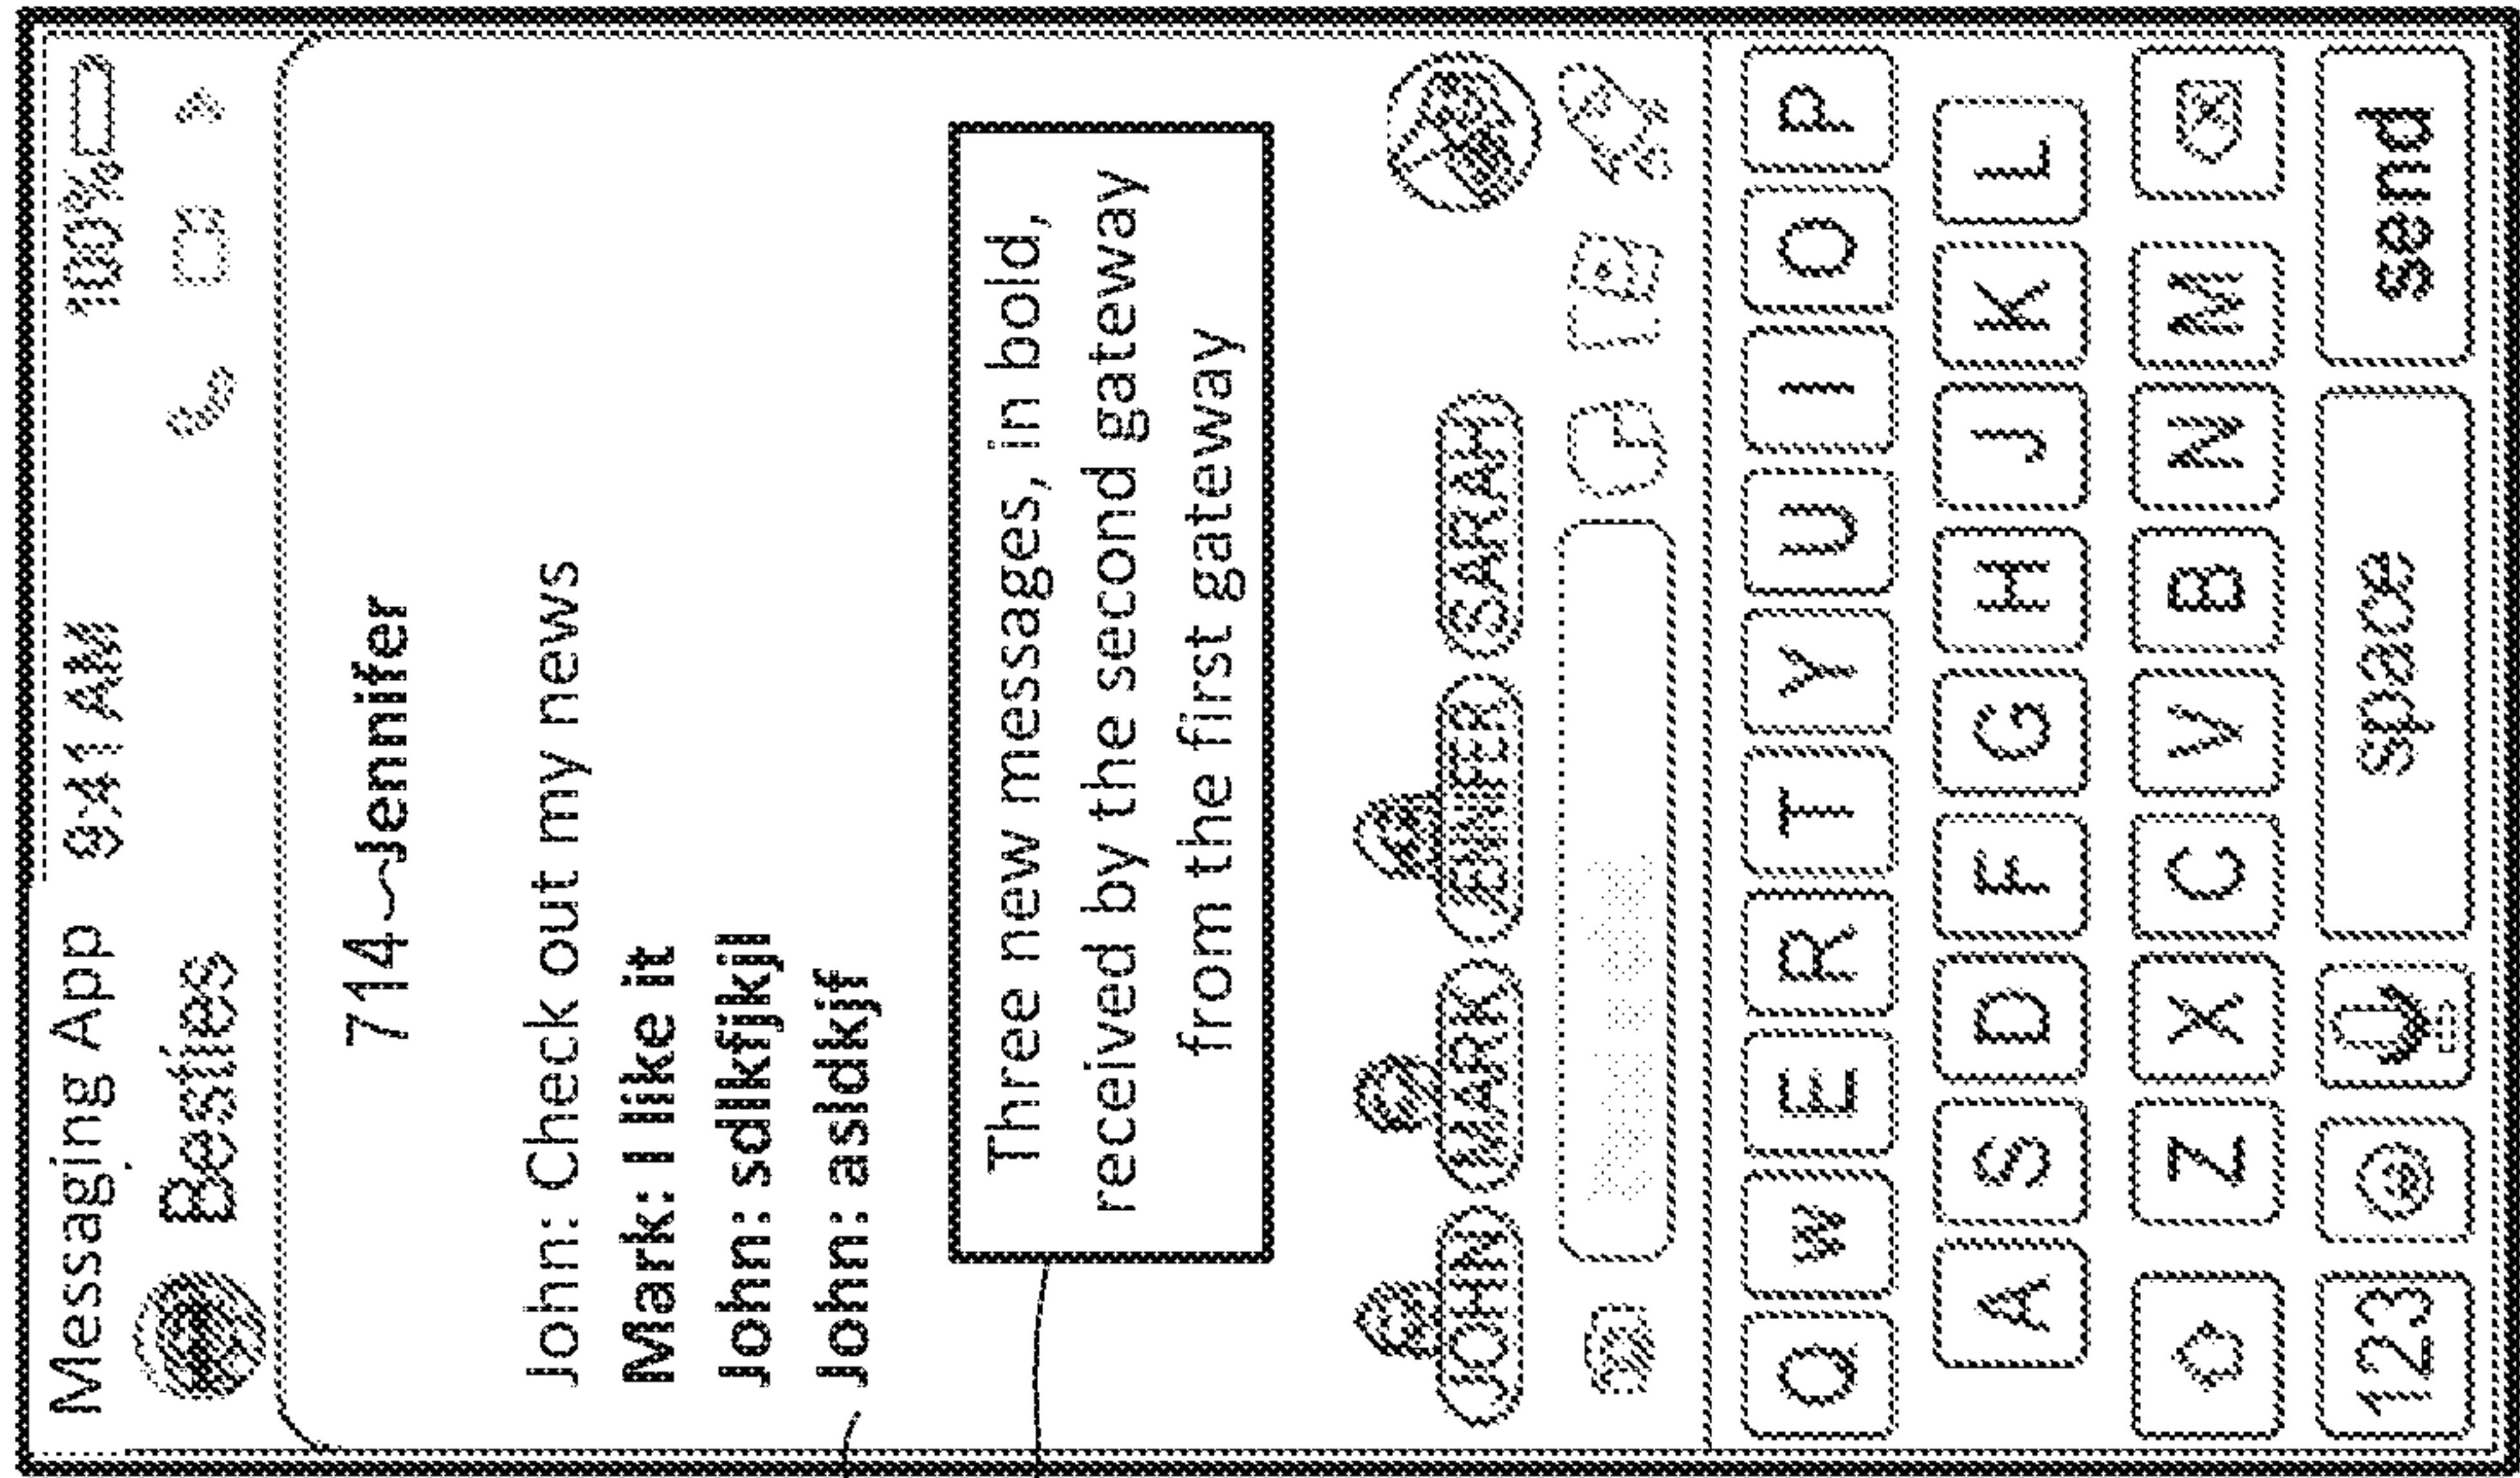 Messaging App 9:41 AM 100%
Besties
714 Jennifer
John: Check out my news
Mark: I like it
John: sdlkfjkjl
John: asldkjf
Three new messages, in bold,
received by the second gateway
from the first gateway
JOHN MARK JENNIFER SARAH
Q W E R T Y U I O P
A S D F G H J K L
Z X C V B N M
123 space send